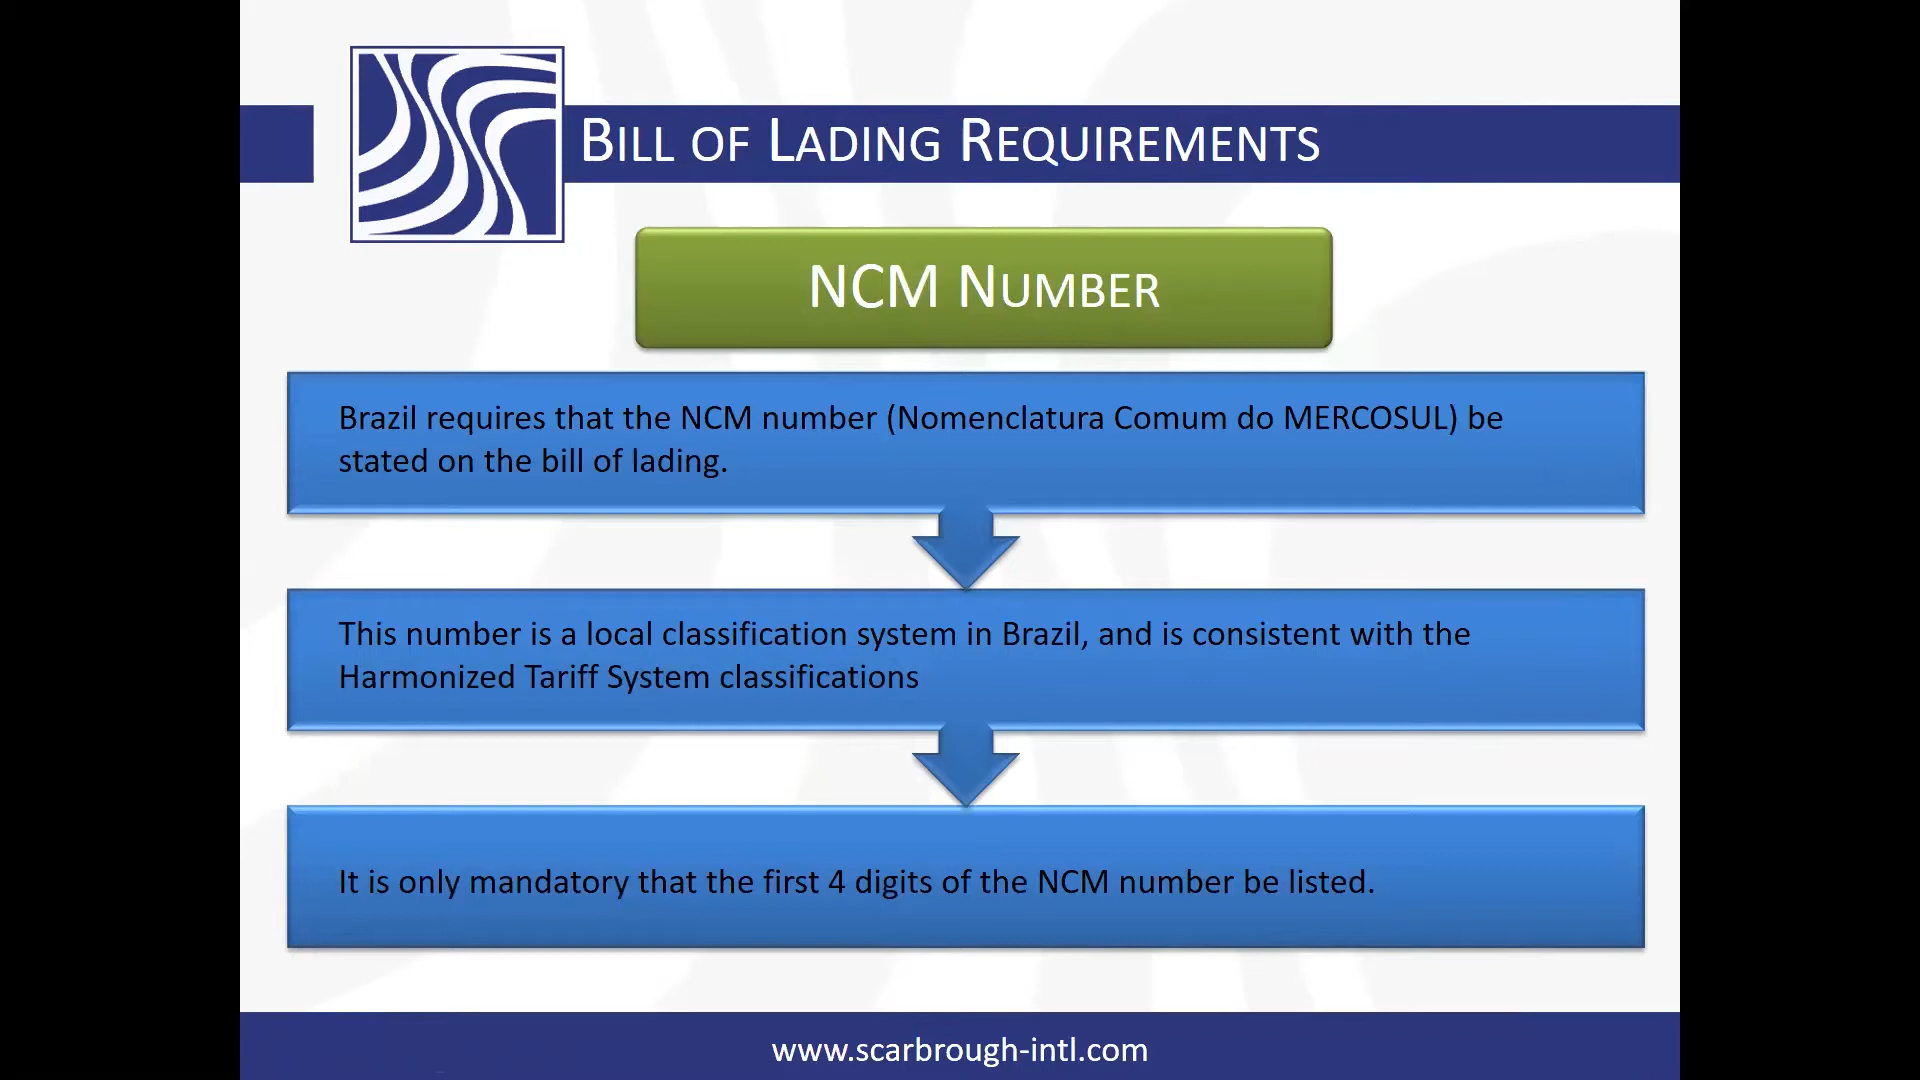 Bill of Lading Requirements
NCM Number
Brazil requires that the NCM number (Nomenclatura Comum do MERCOSUL) be
stated on the bill of lading.
This number is a local classification system in Brazil, and is consistent with the
Harmonized Tariff System classifications
It is only mandatory that the first 4 digits of the NCM number be listed.
www.scarbrough-intl.com